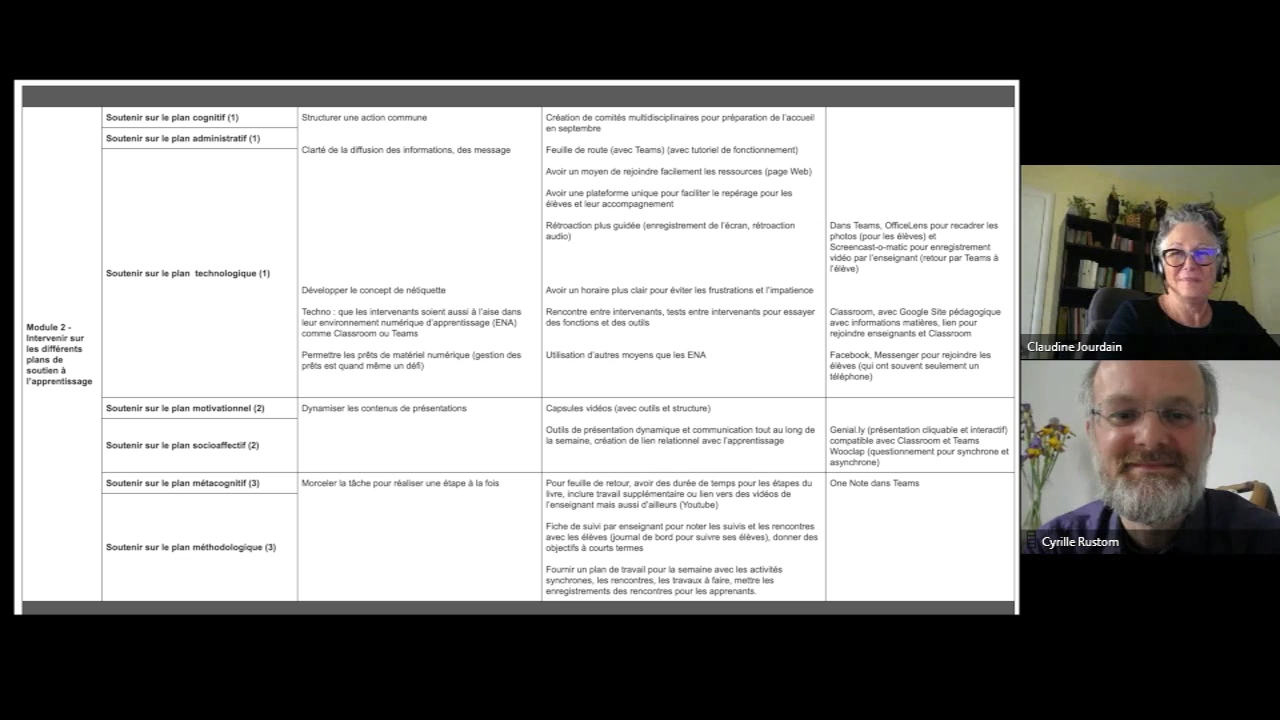 Module 2 -
Intervenir sur
les différents
plans de
soutien à
l'apprentissage
Soutenir sur le plan cognitif (1)
Soutenir sur le plan administratif (1)
Soutenir sur le plan technologique (1)
Structurer une action commune
Clarté de la diffusion des informations, des message
Développer le concept de nétiquette
Techno : que les intervenants soient aussi à l'aise dans
leur environnement numérique d'apprentissage (ENA)
comme Classroom ou Teams
Permettre les prêts de matériel numérique (gestion des
prêts est quand même un défi)
Création de comités multidisciplinaires pour préparation de l'accueil
en septembre
Feuille de route (avec Teams) (avec tutoriel de fonctionnement)
Avoir un moyen de rejoindre facilement les ressources (page Web)
Avoir une plateforme unique pour faciliter le repérage pour les
élèves et leur accompagnement
Rétroaction plus guidée (enregistrement de l'écran, rétroaction
audio)
Avoir un horaire plus clair pour éviter les frustrations et l'impatience
Rencontre entre intervenants, tests entre intervenants pour essayer
des fonctions et des outils
Utilisation d'autres moyens que les ENA
Dans Teams, OfficeLens pour recadrer les
photos (pour les élèves) et
Screencast-o-matic pour enregistrement
vidéo par l'enseignant (retour par Teams à
l'élève)
Classroom, avec Google Site pédagogique
avec informations matières, lien pour
rejoindre enseignants et Classroom
Facebook, Messenger pour rejoindre les
élèves (qui ont souvent seulement un
téléphone)
Soutenir sur le plan motivationnel (2)
Soutenir sur le plan socioaffectif (2)
Dynamiser les contenus de présentations
Capsules vidéos (avec outils et structure)
Outils de présentation dynamique et communication tout au long de
la semaine, création de lien relationnel avec l'apprentissage
Genial.ly (présentation cliquable et interactif)
compatible avec Classroom et Teams
Wooclap (questionnement pour synchrone et
asynchrone)
Soutenir sur le plan métacognitif (3)
Soutenir sur le plan méthodologique (3)
Morceler la tâche pour réaliser une étape à la fois
Pour feuille de retour, avoir des durée de temps pour les étapes du
livre, inclure travail supplémentaire ou lien vers des vidéos de
l'enseignant mais aussi d'ailleurs (Youtube)
Fiche de suivi par enseignant pour noter les suivis et les rencontres
avec les élèves (journal de bord pour suivre ses élèves), donner des
objectifs à courts termes
Fournir un plan de travail pour la semaine avec les activités
synchrones, les rencontres, les travaux à faire, mettre les
enregistrements des rencontres pour les apprenants.
One Note dans Teams
Claudine Jourdain
Cyrille Rustom